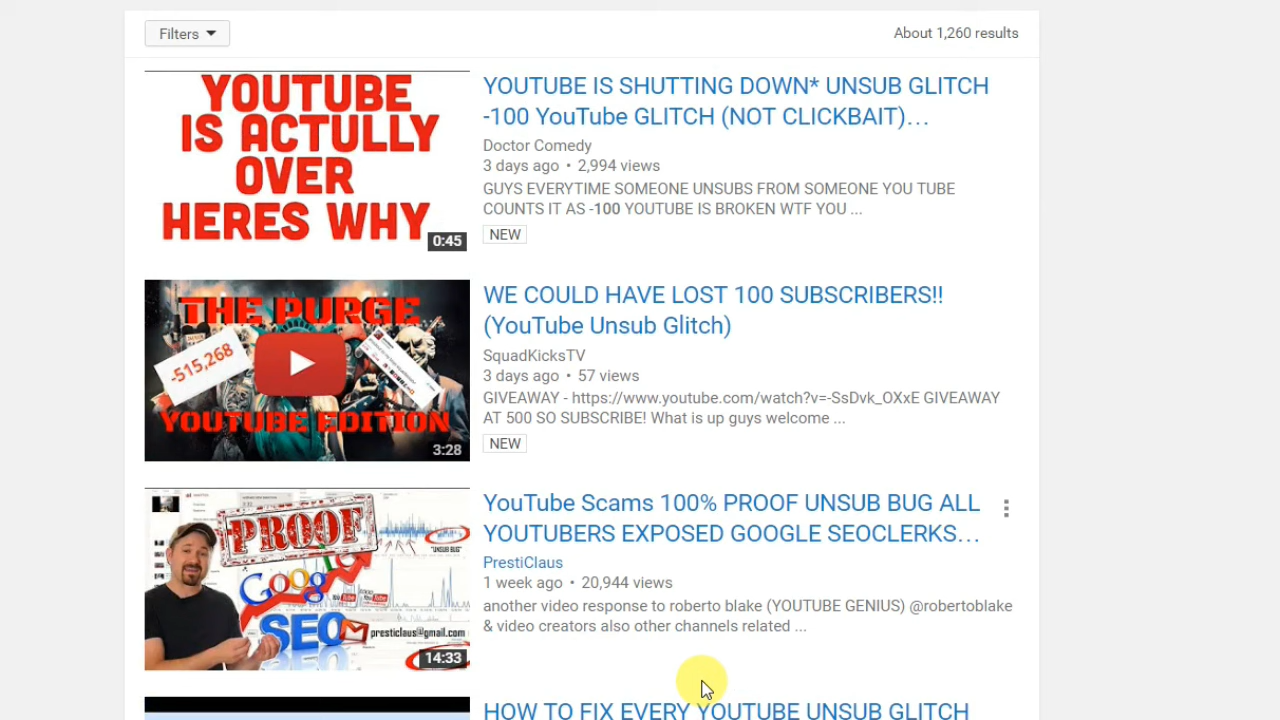 Filters
About 1,260 results
YOUTUBE
IS ACTULLY
OVER
HERES WHY
0:45
YOUTUBE IS SHUTTING DOWN* UNSUB GLITCH
-100 YouTube GLITCH (NOT CLICKBAIT)...
Doctor Comedy
3 days ago • 2,994 views
GUYS EVERYTIME SOMEONE UNSUBS FROM SOMEONE YOU TUBE
COUNTS IT AS -100 YOUTUBE IS BROKEN WTF YOU ...
NEW
THE PURGE
-515,268
YOUTUBE EDITION
3:28
WE COULD HAVE LOST 100 SUBSCRIBERS!!
(YouTube Unsub Glitch)
SquadKicksTV
3 days ago • 57 views
GIVEAWAY - https://www.youtube.com/watch?v=-SsDvk_OXxE GIVEAWAY
AT 500 SO SUBSCRIBE! What is up guys welcome ...
NEW
PROOF
"UNSUB BUG"
Google
SEO
presticlaus@gmail.com
14:33
YouTube Scams 100% PROOF UNSUB BUG ALL
YOUTUBERS EXPOSED GOOGLE SEOCLERKS...
PrestiClaus
1 week ago • 20,944 views
another video response to roberto blake (YOUTUBE GENIUS) @robertoblake
& video creators also other channels related ...
HOW TO FIX EVERY YOUTUBE UNSUB GLITCH